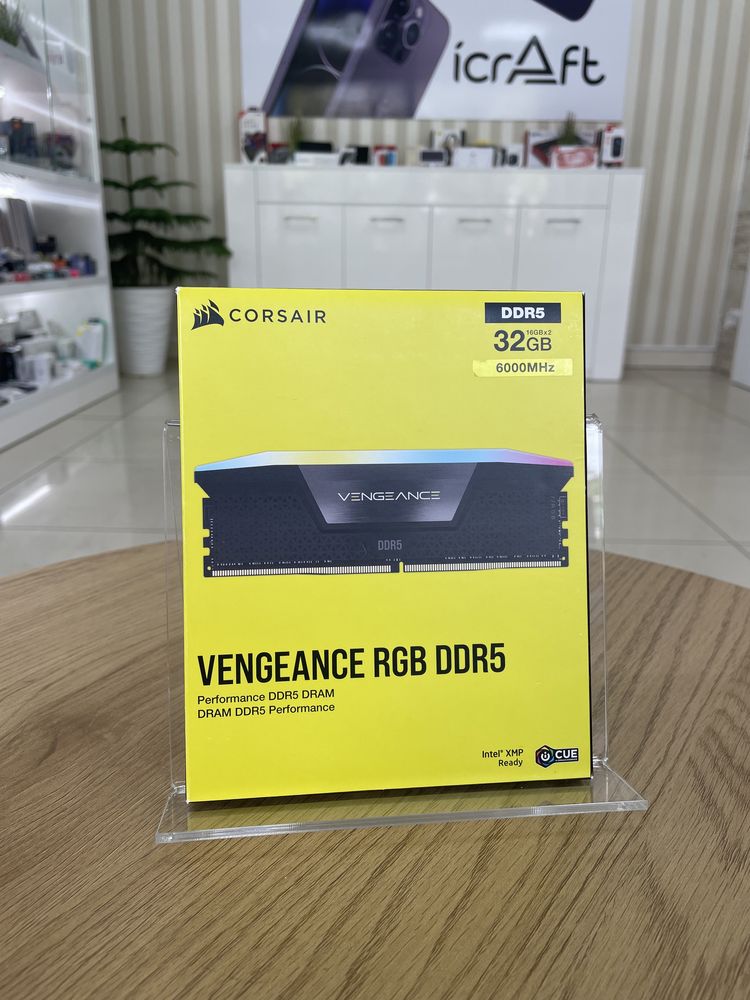 icrAft
CORSAIR
DDR5
16GBx2
32GB
6000MHz
VENGEANCE
DDR5
VENGEANCE RGB DDR5
Performance DDR5 DRAM
DRAM DDR5 Performance
Intel® XMP
Ready
iCUE